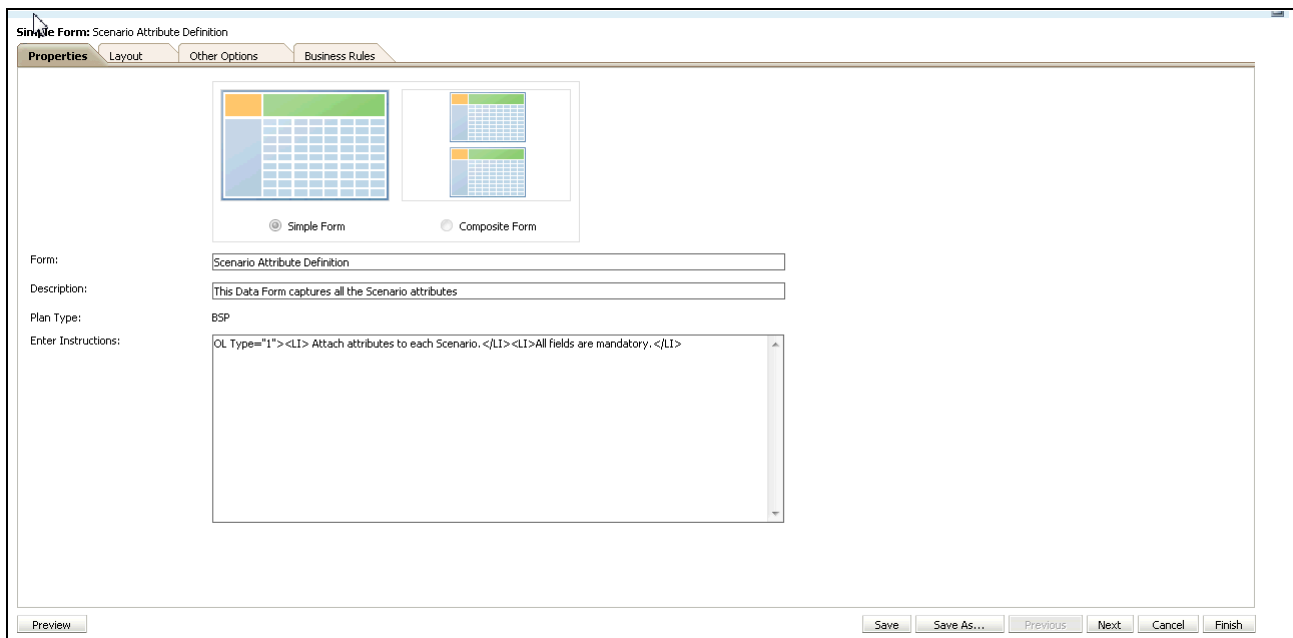 Simple Form: Scenario Attribute Definition
Properties Layout Other Options Business Rules
Simple Form Composite Form
Form: Scenario Attribute Definition
Description: This Data Form captures all the Scenario attributes
Plan Type: BSP
Enter Instructions: OL Type="1"><LI> Attach attributes to each Scenario.</LI><LI>All fields are mandatory.</LI>
Preview Save Save As... Previous Next Cancel Finish